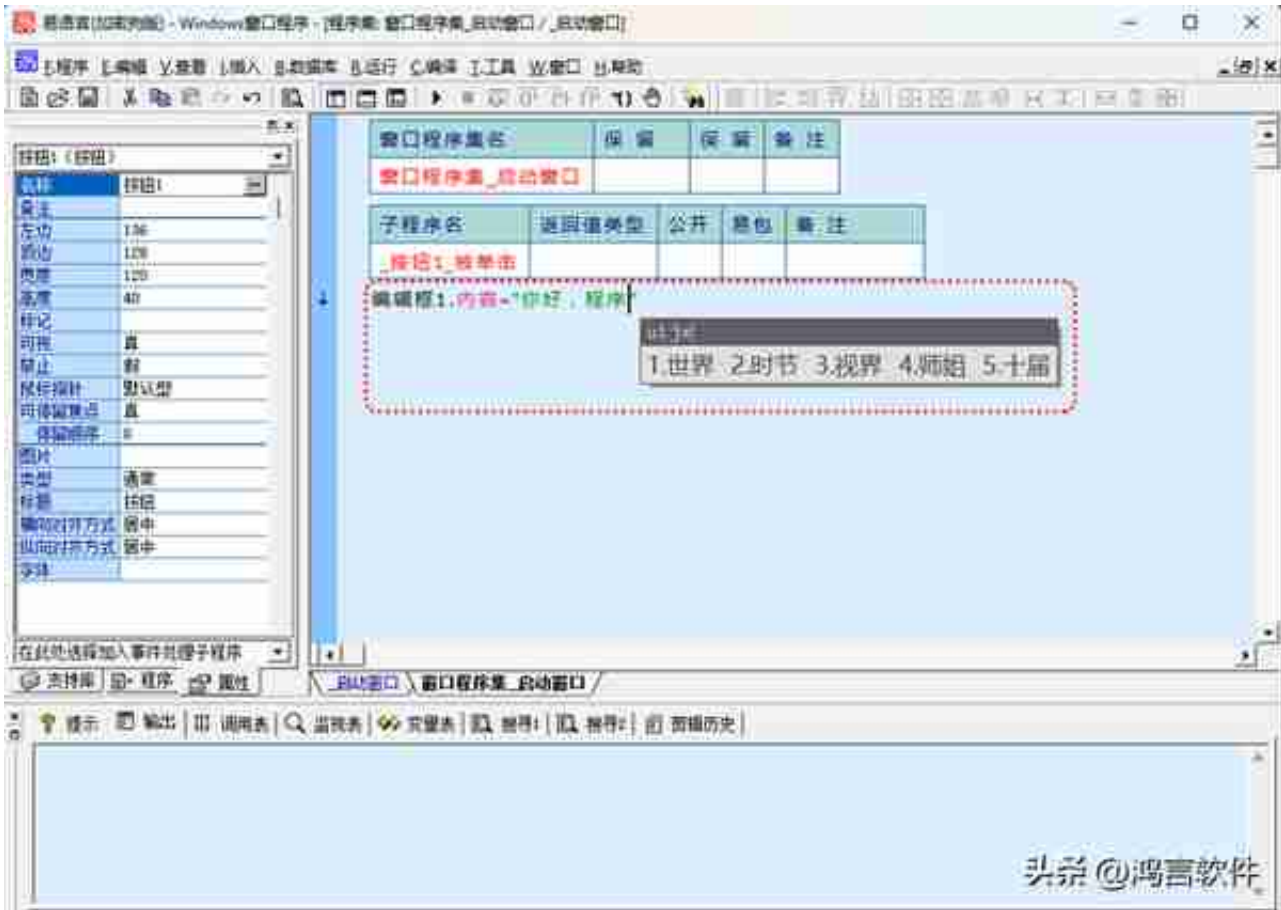 易语言(加密狗版) - Windows窗口程序 - [程序集: 窗口程序集_启动窗口 / _启动窗口]
E.编辑 V.查看 I.插入 B.数据库 R.运行 C.编译 T.工具 W.窗口 H.帮助
按钮1（按钮）
名称 按钮1
备注
左边 136
顶边 128
宽度 120
高度 40
标记
可视 真
禁止 假
鼠标指针 默认型
可停留焦点 真
停留顺序 0
图片
类型 通常
标题 按钮
横向对齐方式 居中
纵向对齐方式 居中
字体
在此处选择加入事件处理子程序
支持库 程序 属性
窗口程序集名 保 留 保 留 备 注
窗口程序集_启动窗口
子程序名 返回值类型 公开 易包 备 注
_按钮1_被单击
编辑框1.内容="你好，程序"
1.世界 2.时节 3.视界 4.师姐 5.十届
_启动窗口 窗口程序集_启动窗口
提示 输出 调用表 监视表 变量表 搜寻1 搜寻2 剪辑历史
头条 @鸿言软件